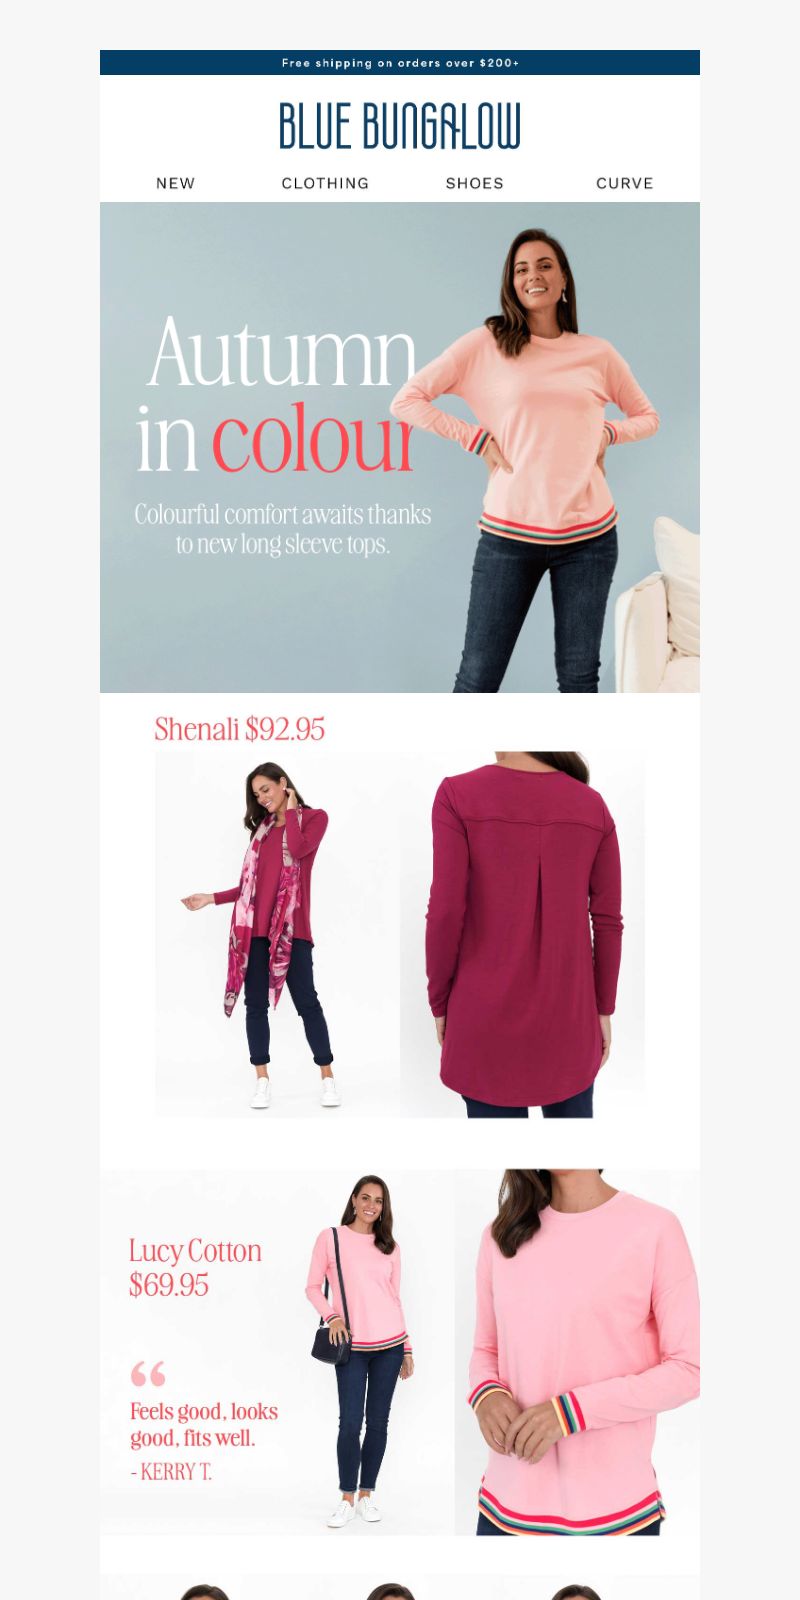 Free shipping on orders over $200+
BLUE BUNGALOW
NEW CLOTHING SHOES CURVE
Autumn
in colour
Colourful comfort awaits thanks
to new long sleeve tops.
Shenali $92.95
Lucy Cotton
$69.95
“
Feels good, looks
good, fits well.
- KERRY T.